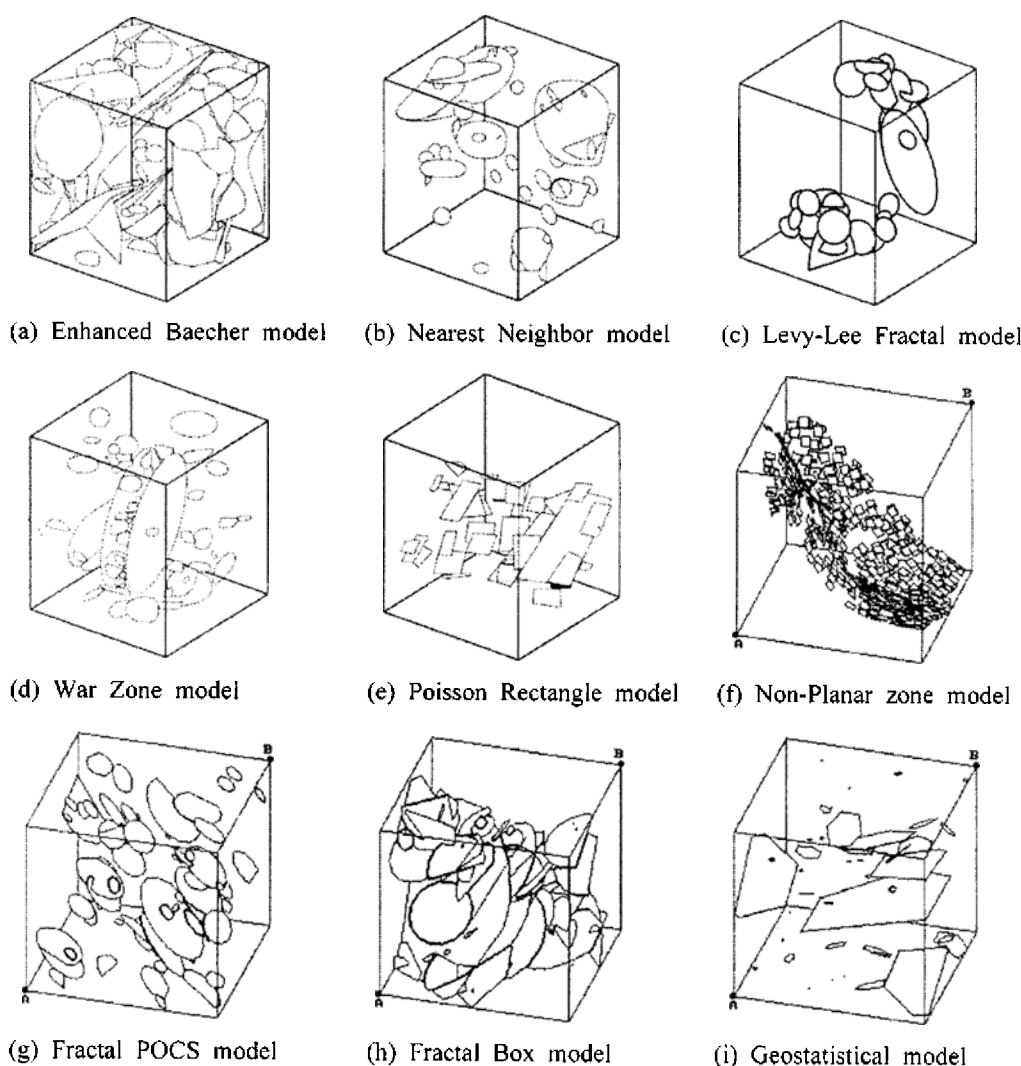 (a) Enhanced Baecher model
(b) Nearest Neighbor model
(c) Levy-Lee Fractal model
B
A
(d) War Zone model
(e) Poisson Rectangle model
(f) Non-Planar zone model
B
A
B
A
B
A
(g) Fractal POCS model
(h) Fractal Box model
(i) Geostatistical model